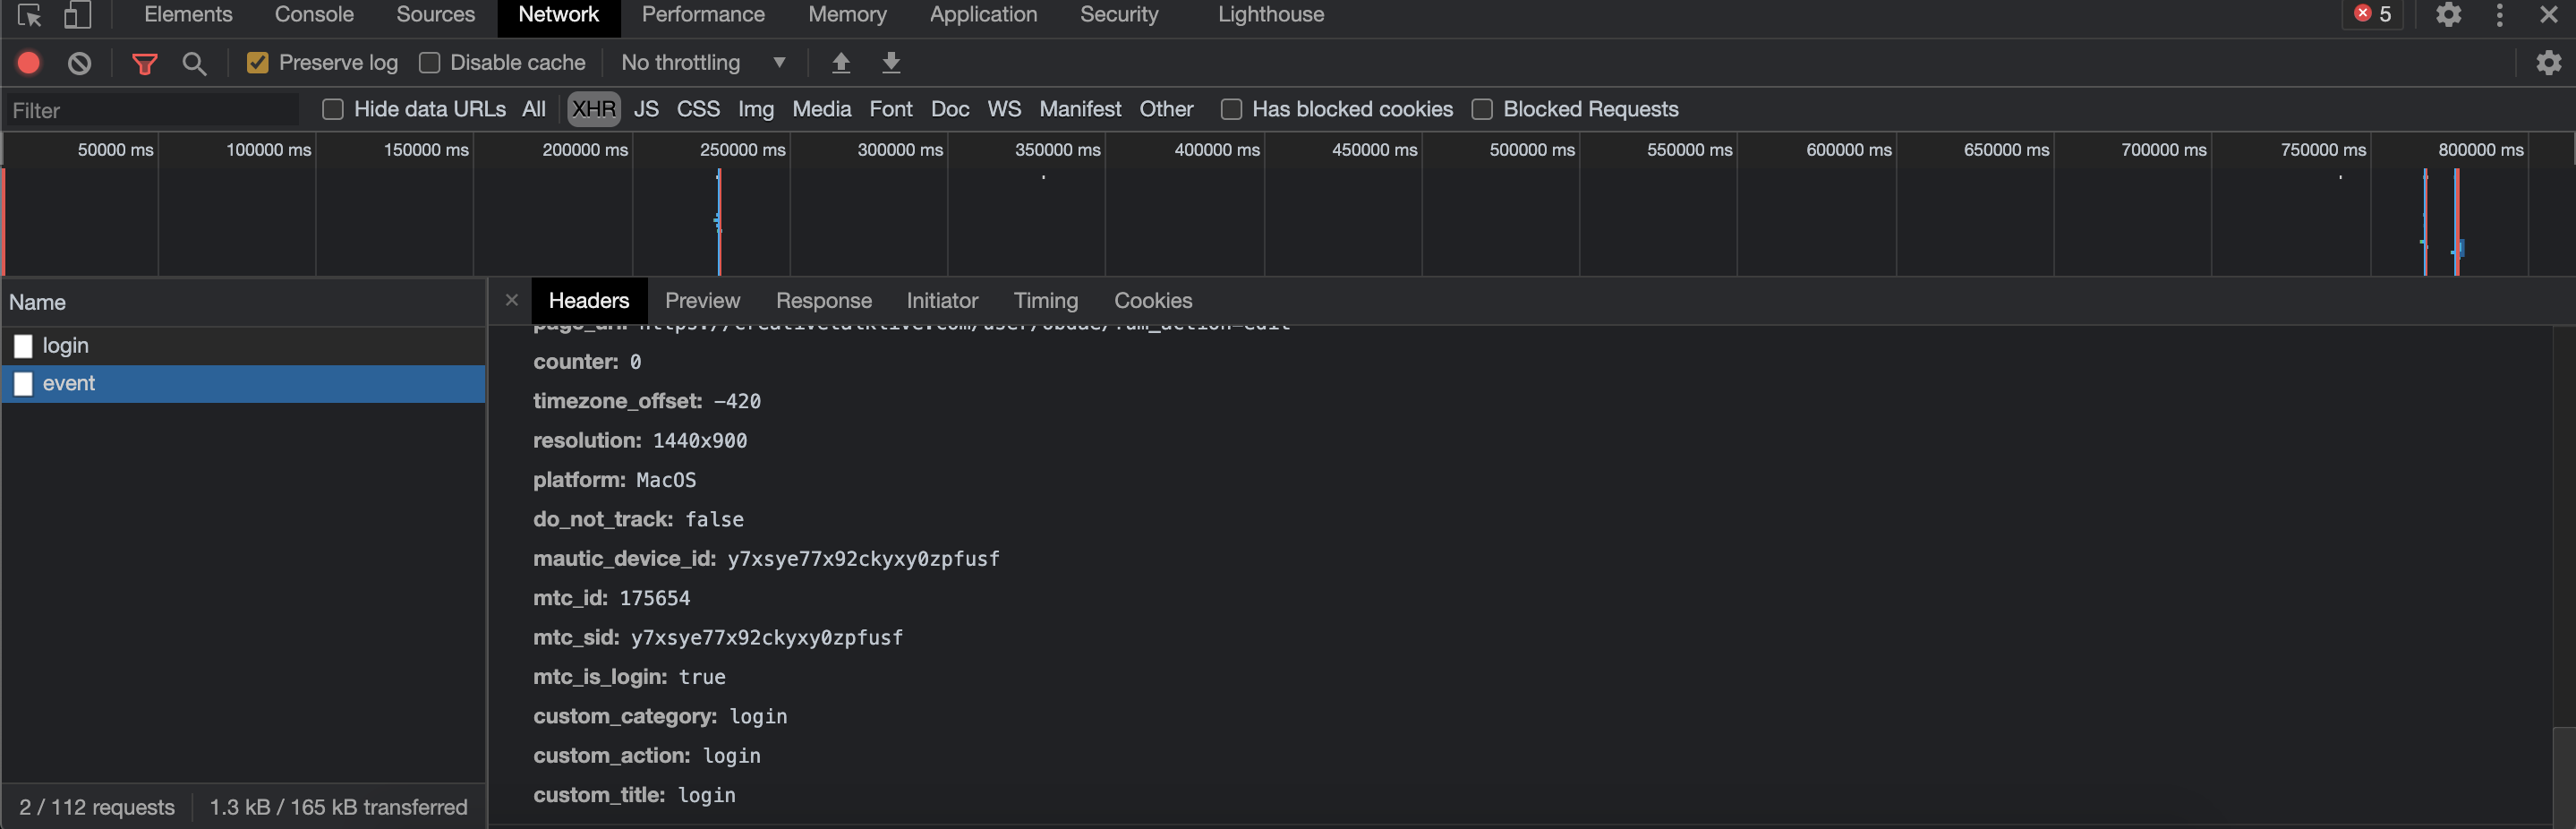 Elements Console Sources Network Performance Memory Application Security Lighthouse 5
Preserve log Disable cache No throttling
Filter Hide data URLs All XHR JS CSS Img Media Font Doc WS Manifest Other Has blocked cookies Blocked Requests
50000 ms 100000 ms 150000 ms 200000 ms 250000 ms 300000 ms 350000 ms 400000 ms 450000 ms 500000 ms 550000 ms 600000 ms 650000 ms 700000 ms 750000 ms 800000 ms
Name
login
event
2 / 112 requests 1.3 kB / 165 kB transferred
Headers Preview Response Initiator Timing Cookies
counter: 0
timezone_offset: -420
resolution: 1440x900
platform: MacOS
do_not_track: false
mautic_device_id: y7xsye77x92ckyxy0zpfusf
mtc_id: 175654
mtc_sid: y7xsye77x92ckyxy0zpfusf
mtc_is_login: true
custom_category: login
custom_action: login
custom_title: login